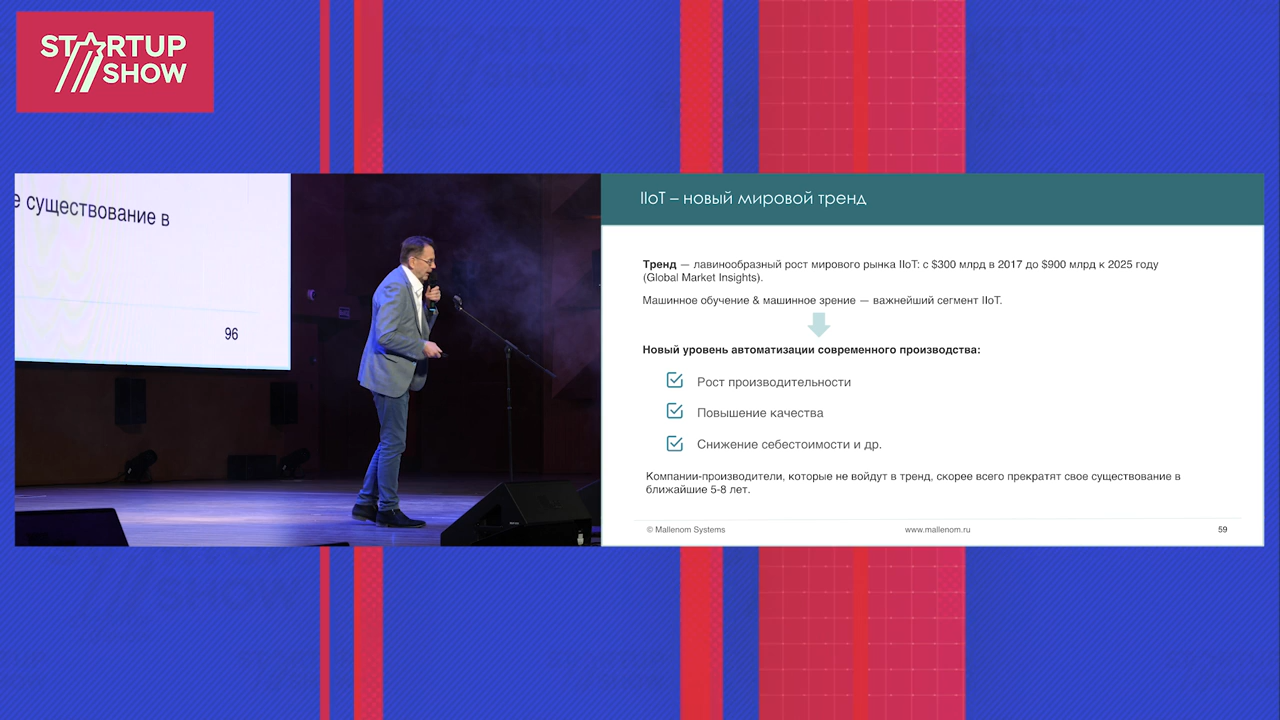 STARTUP
SHOW
е существование в
96
IIoT – новый мировой тренд
Тренд — лавинообразный рост мирового рынка IIoT: с $300 млрд в 2017 до $900 млрд к 2025 году
(Global Market Insights).
Машинное обучение & машинное зрение — важнейший сегмент IIoT.
Новый уровень автоматизации современного производства:
Рост производительности
Повышение качества
Снижение себестоимости и др.
Компании-производители, которые не войдут в тренд, скорее всего прекратят свое существование в
ближайшие 5-8 лет.
© Mallenom Systems
www.mallenom.ru
59